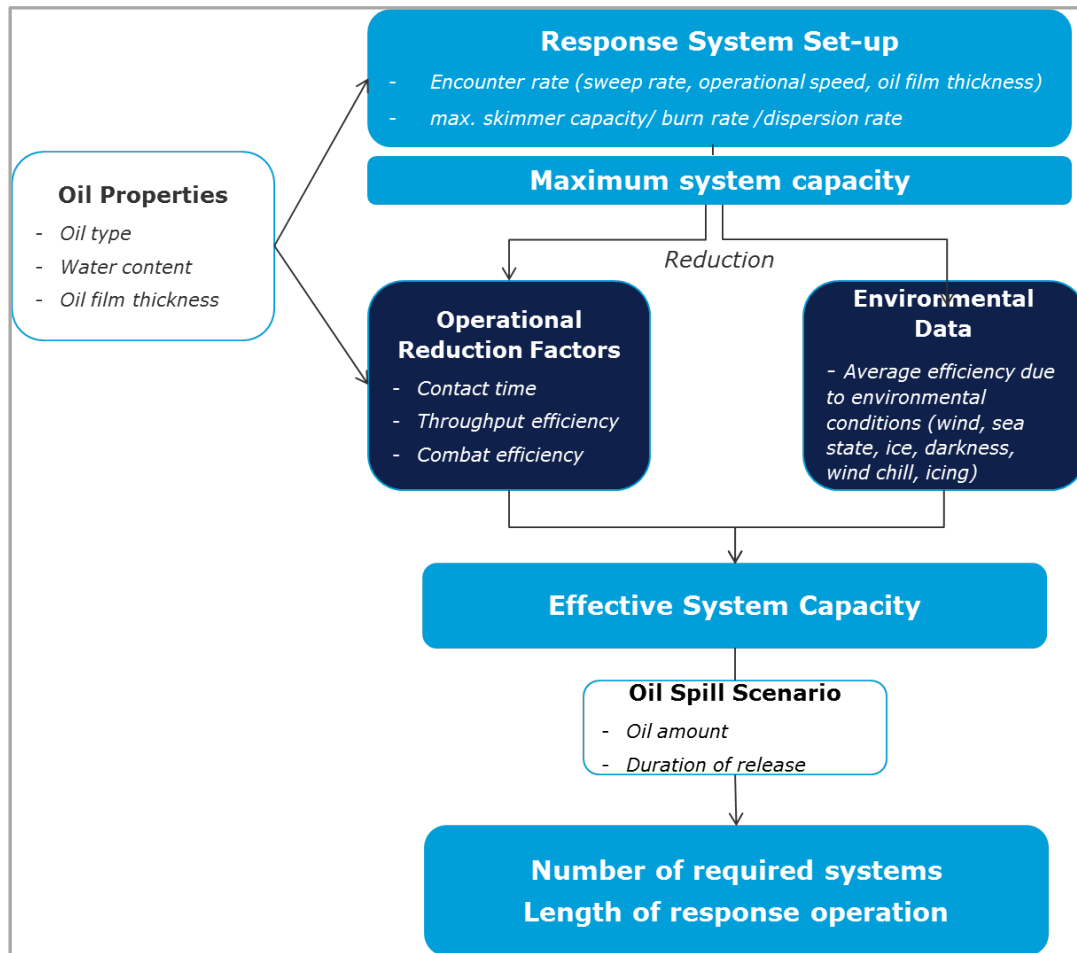 Response System Set-up
- Encounter rate (sweep rate, operational speed, oil film thickness)
- max. skimmer capacity/ burn rate /dispersion rate
Maximum system capacity
Oil Properties
- Oil type
- Water content
- Oil film thickness
Reduction
Operational
Reduction Factors
- Contact time
- Throughput efficiency
- Combat efficiency
Environmental
Data
- Average efficiency due
to environmental
conditions (wind, sea
state, ice, darkness,
wind chill, icing)
Effective System Capacity
Oil Spill Scenario
- Oil amount
- Duration of release
Number of required systems
Length of response operation